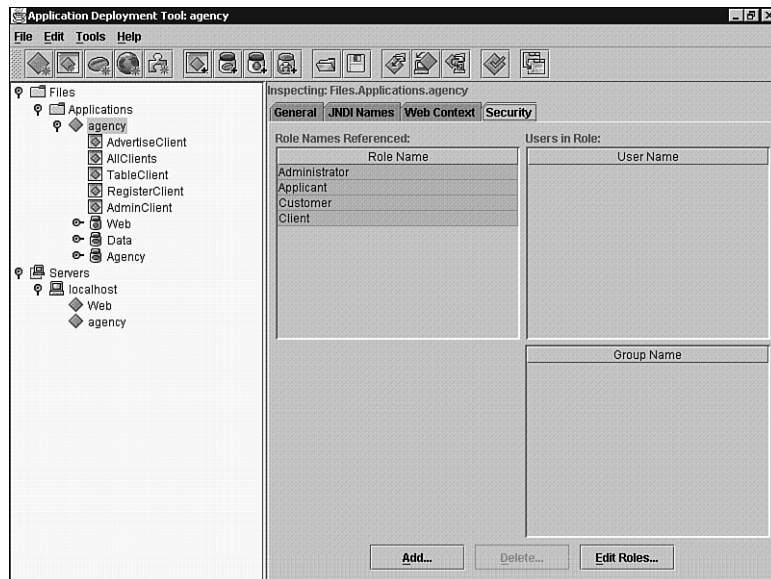 Application Deployment Tool: agency
File Edit Tools Help
Files
Applications
agency
AdvertiseClient
AllClients
TableClient
RegisterClient
AdminClient
Web
Data
Agency
Servers
localhost
Web
agency
Inspecting: Files.Applications.agency
General JNDI Names Web Context Security
Role Names Referenced:
Role Name
Administrator
Applicant
Customer
Client
Users in Role:
User Name
Group Name
Add... Delete... Edit Roles...